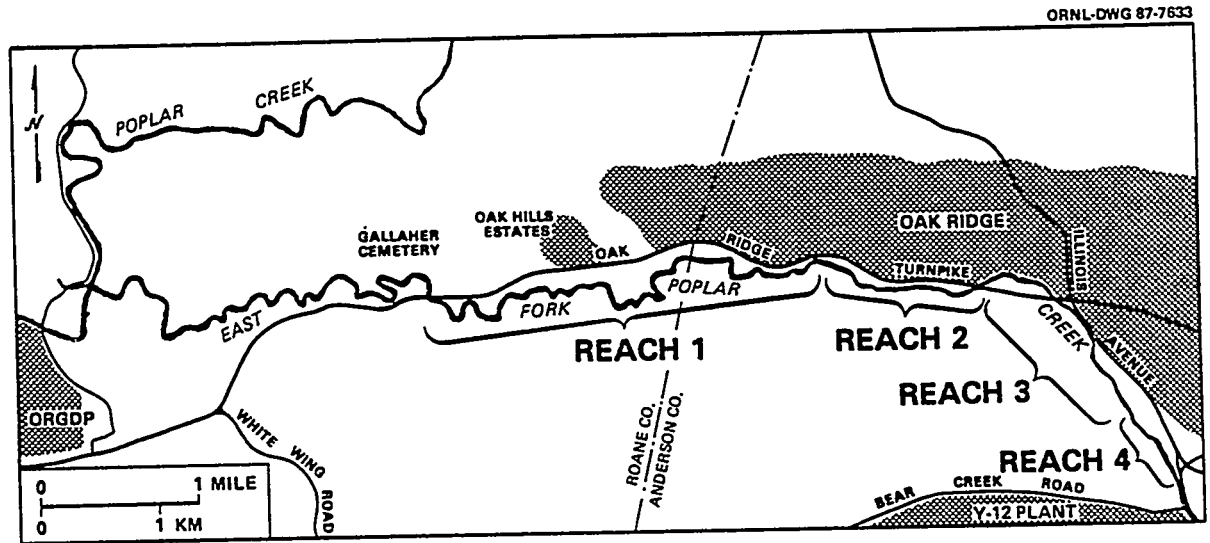 ORNL-DWG 87-7633
N
POPLAR CREEK
OAK HILLS
ESTATES
GALLAHER
CEMETERY
OAK RIDGE
ILLINOIS
OAK RIDGE TURNPIKE
EAST FORK POPLAR CREEK
AVENUE
REACH 1
REACH 2
REACH 3
REACH 4
ORGDP
WHITE WING ROAD
ROANE CO.
ANDERSON CO.
BEAR CREEK ROAD
Y-12 PLANT
0 1 MILE
0 1 KM